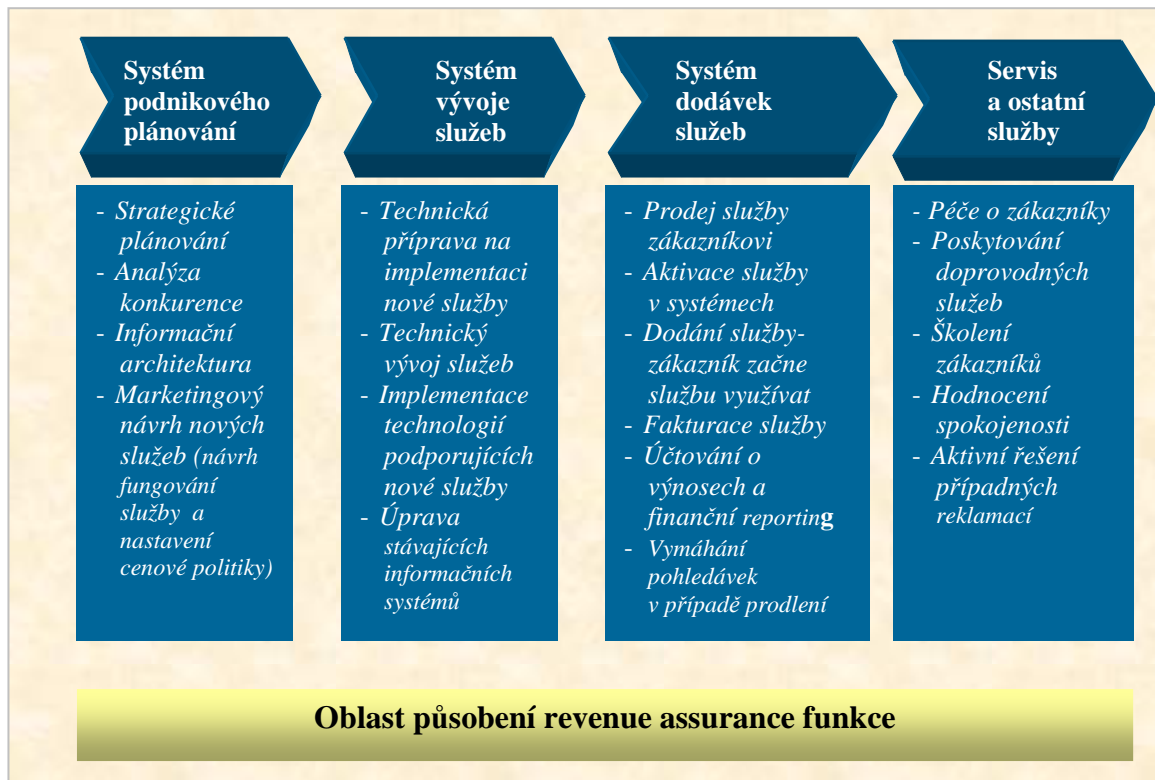 Systém
podnikového
plánování
- Strategické
plánování
- Analýza
konkurence
- Informační
architektura
- Marketingový
návrh nových
služeb (návrh
fungování
služby a
nastavení
cenové politiky)
Systém
vývoje
služeb
- Technická
příprava na
implementaci
nové služby
- Technický
vývoj služeb
- Implementace
technologií
podporujících
nové služby
- Úprava
stávajících
informačních
systémů
Systém
dodávek
služeb
- Prodej služby
zákazníkovi
- Aktivace služby
v systémech
- Dodání služby-
zákazník začne
službu využívat
- Fakturace služby
- Účtování o
výnosech a
finanční reporting
- Vymáhání
pohledávek
v případě prodlení
Servis
a ostatní
služby
- Péče o zákazníky
- Poskytování
doprovodných
služeb
- Školení
zákazníků
- Hodnocení
spokojenosti
- Aktivní řešení
případných
reklamací
Oblast působení revenue assurance funkce